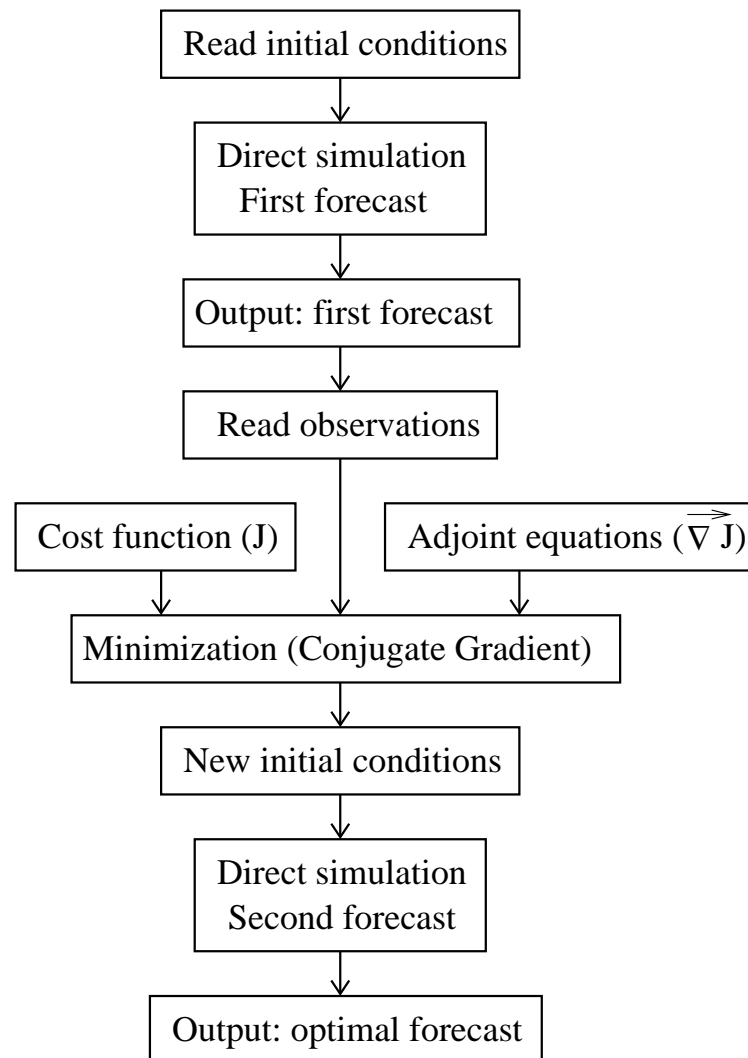 Read initial conditions
Direct simulation
First forecast
Output: first forecast
Read observations
Cost function (J)
Adjoint equations (∇⃗ J)
Minimization (Conjugate Gradient)
New initial conditions
Direct simulation
Second forecast
Output: optimal forecast